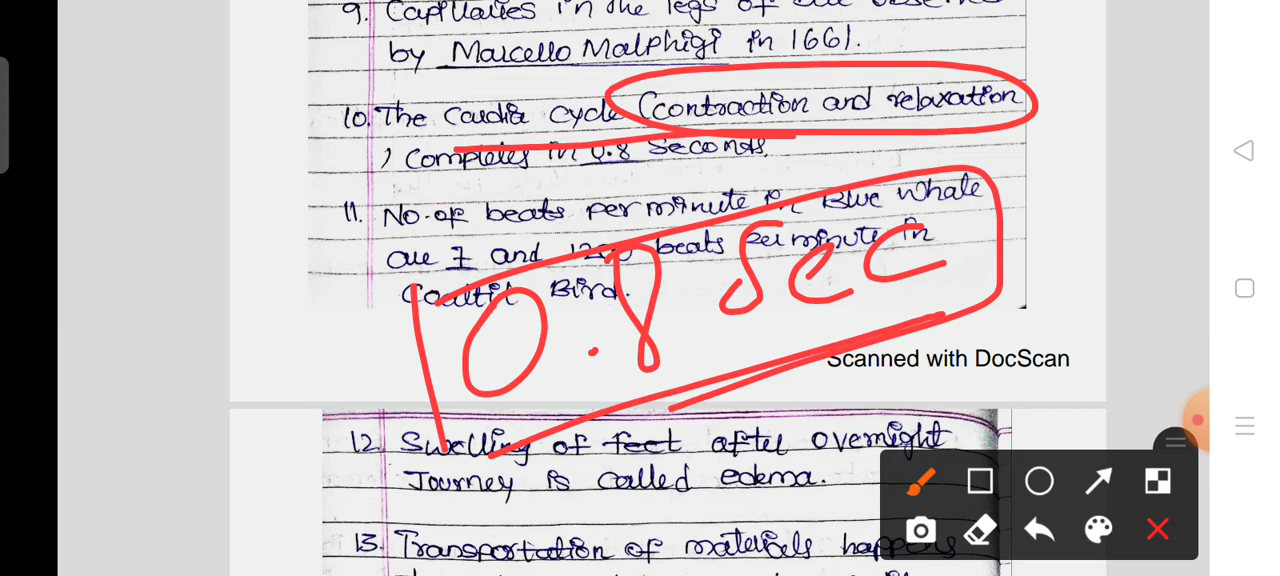 9. Capillaries in the legs of
by Marcello Malphigi in 1661.
10. The Cardia cycle (contraction and relaxation
) Completes in 0.8 Seconds.
11. No. of beats per minute in Blue Whale
are 7 and beats per minute in
Bird.
0.8 Sec
Scanned with DocScan
12. Swelling of feet after overnight
Journey is called edema.
13. Transportation of materials happens